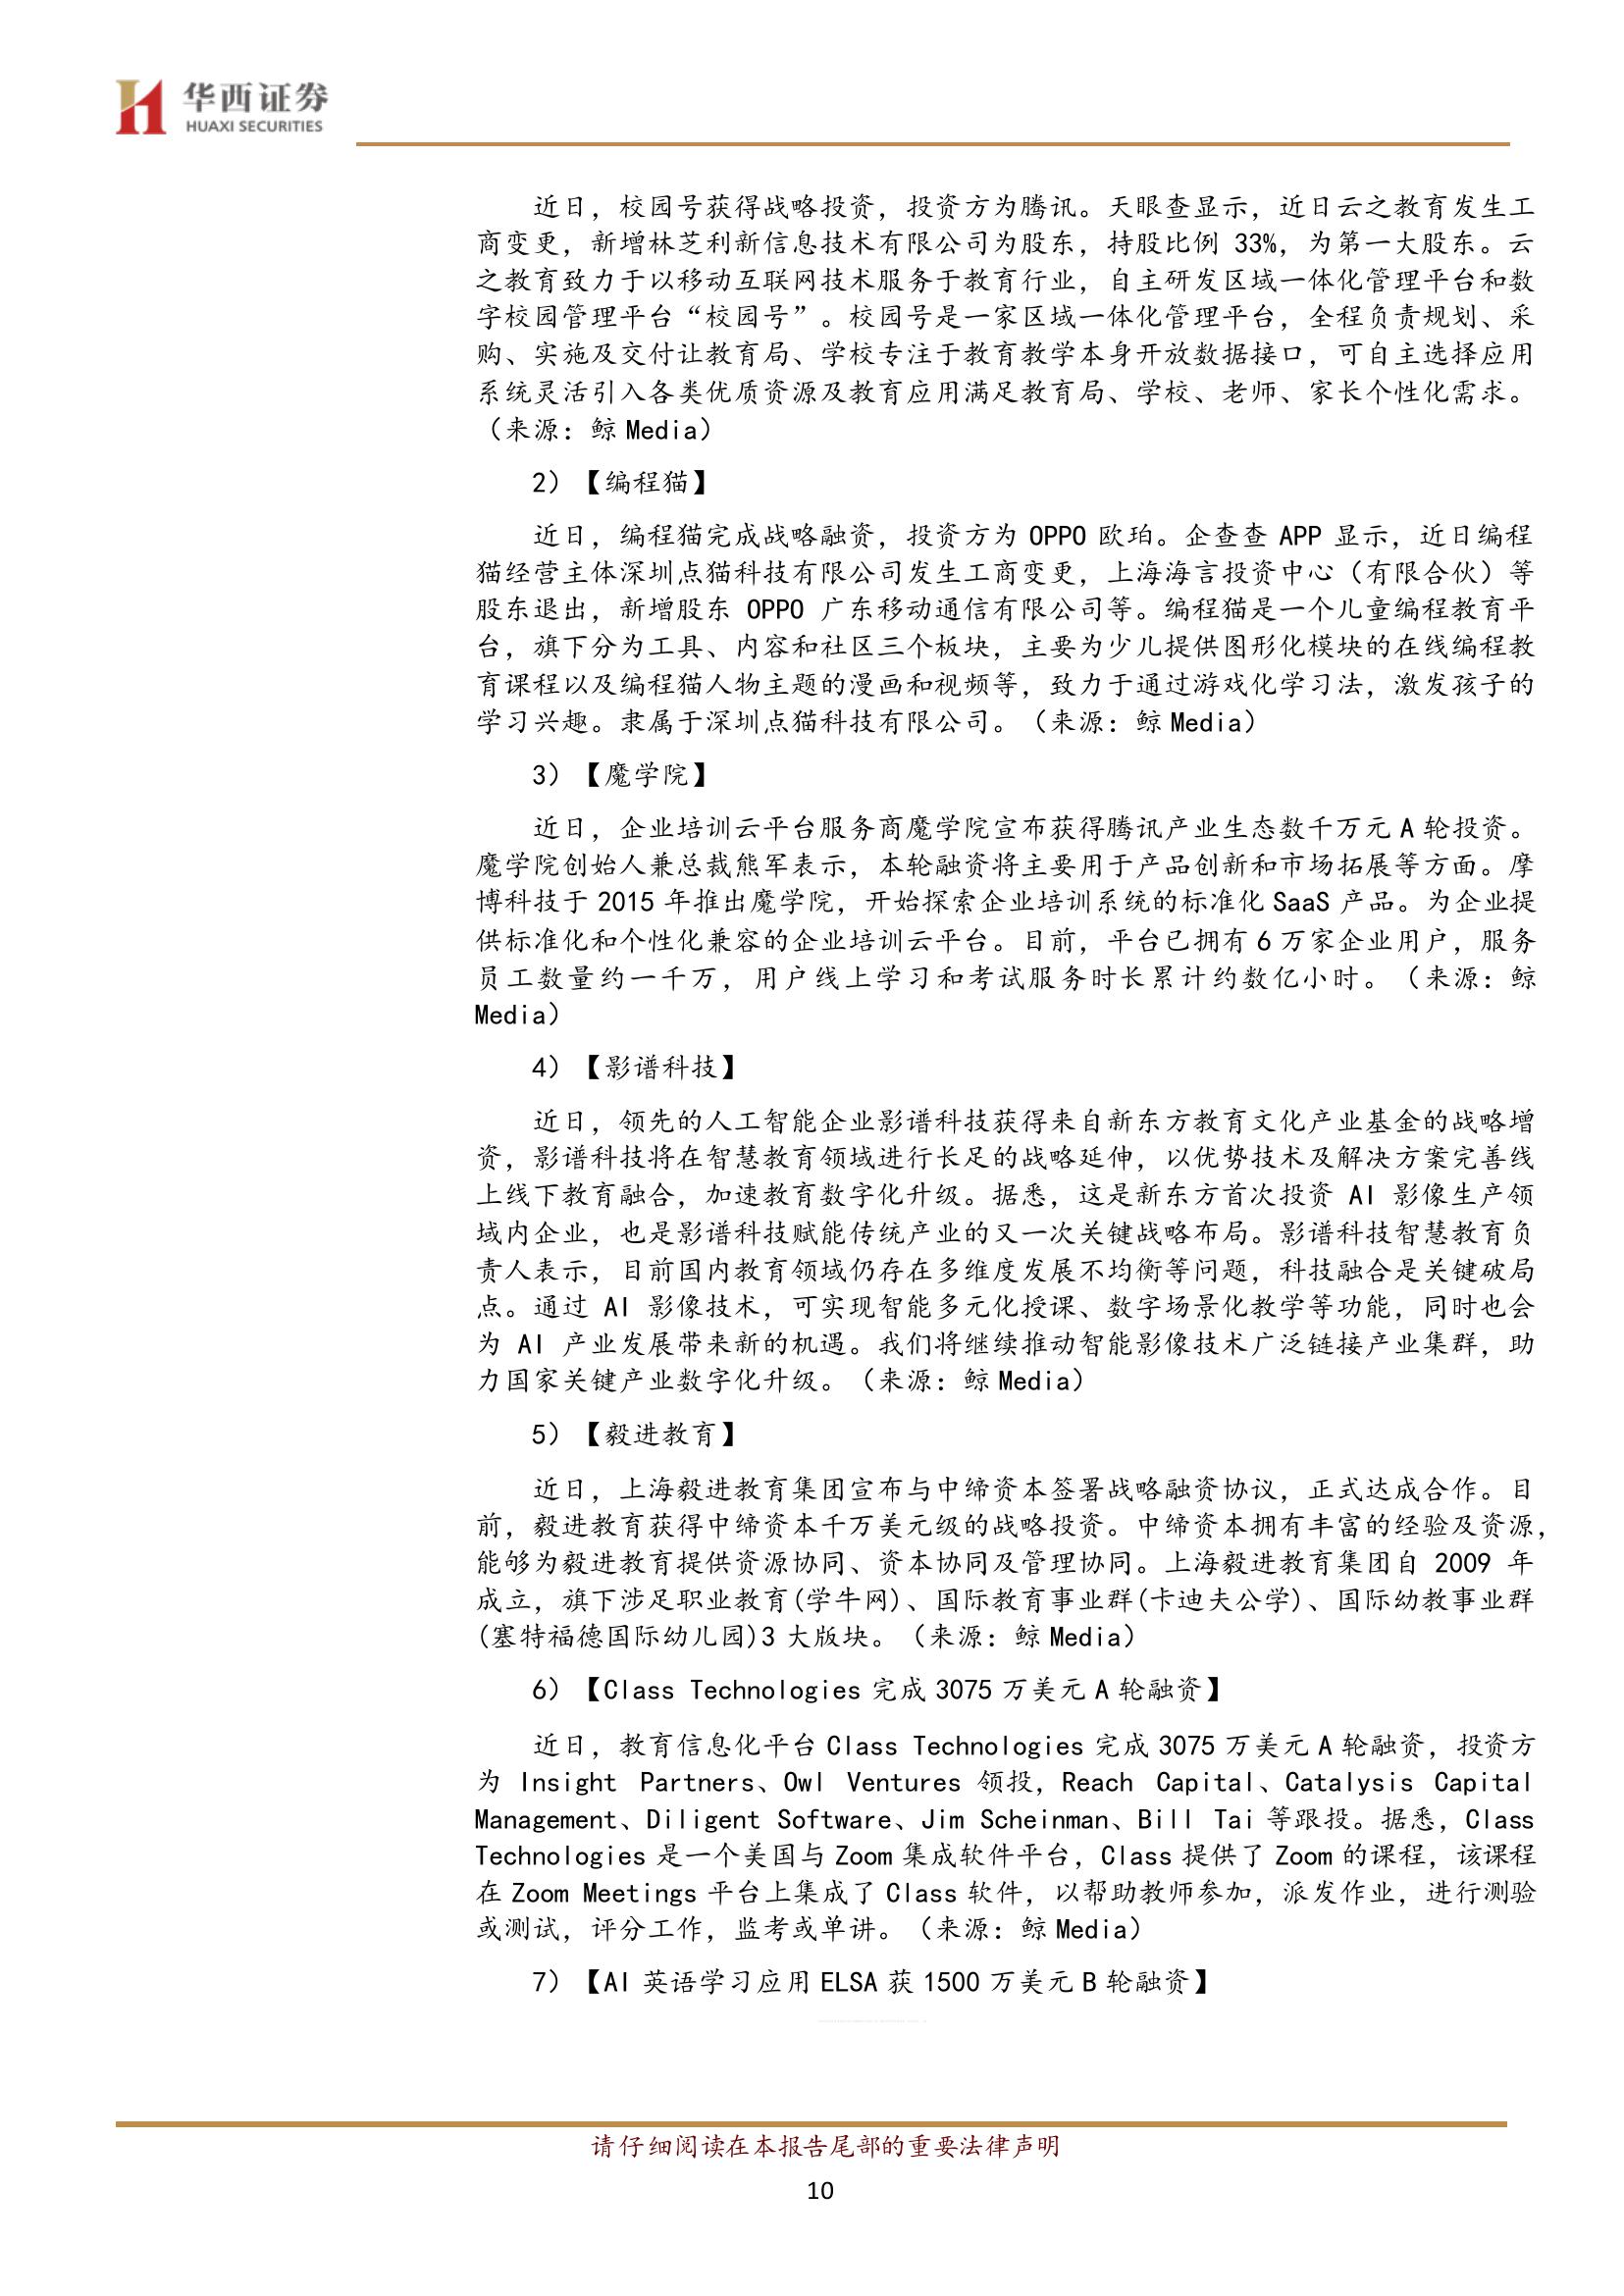 华西证券
HUAXI SECURITIES
近日，校园号获得战略投资，投资方为腾讯。天眼查显示，近日云之教育发生工
商变更，新增林芝利新信息技术有限公司为股东，持股比例 33%，为第一大股东。云
之教育致力于以移动互联网技术服务于教育行业，自主研发区域一体化管理平台和数
字校园管理平台“校园号”。校园号是一家区域一体化管理平台，全程负责规划、采
购、实施及交付让教育局、学校专注于教育教学本身开放数据接口，可自主选择应用
系统灵活引入各类优质资源及教育应用满足教育局、学校、老师、家长个性化需求。
（来源：鲸 Media）
2）【编程猫】
近日，编程猫完成战略融资，投资方为 OPPO 欧珀。企查查 APP 显示，近日编程
猫经营主体深圳点猫科技有限公司发生工商变更，上海海言投资中心（有限合伙）等
股东退出，新增股东 OPPO 广东移动通信有限公司等。编程猫是一个儿童编程教育平
台，旗下分为工具、内容和社区三个板块，主要为少儿提供图形化模块的在线编程教
育课程以及编程猫人物主题的漫画和视频等，致力于通过游戏化学习法，激发孩子的
学习兴趣。隶属于深圳点猫科技有限公司。（来源：鲸 Media）
3）【魔学院】
近日，企业培训云平台服务商魔学院宣布获得腾讯产业生态数千万元 A 轮投资。
魔学院创始人兼总裁熊军表示，本轮融资将主要用于产品创新和市场拓展等方面。摩
博科技于 2015 年推出魔学院，开始探索企业培训系统的标准化 SaaS 产品。为企业提
供标准化和个性化兼容的企业培训云平台。目前，平台已拥有 6 万家企业用户，服务
员工数量约一千万，用户线上学习和考试服务时长累计约数亿小时。（来源：鲸
Media）
4）【影谱科技】
近日，领先的人工智能企业影谱科技获得来自新东方教育文化产业基金的战略增
资，影谱科技将在智慧教育领域进行长足的战略延伸，以优势技术及解决方案完善线
上线下教育融合，加速教育数字化升级。据悉，这是新东方首次投资 AI 影像生产领
域内企业，也是影谱科技赋能传统产业的又一次关键战略布局。影谱科技智慧教育负
责人表示，目前国内教育领域仍存在多维度发展不均衡等问题，科技融合是关键破局
点。通过 AI 影像技术，可实现智能多元化授课、数字场景化教学等功能，同时也会
为 AI 产业发展带来新的机遇。我们将继续推动智能影像技术广泛链接产业集群，助
力国家关键产业数字化升级。（来源：鲸 Media）
5）【毅进教育】
近日，上海毅进教育集团宣布与中缔资本签署战略融资协议，正式达成合作。目
前，毅进教育获得中缔资本千万美元级的战略投资。中缔资本拥有丰富的经验及资源，
能够为毅进教育提供资源协同、资本协同及管理协同。上海毅进教育集团自 2009 年
成立，旗下涉足职业教育(学牛网)、国际教育事业群(卡迪夫公学)、国际幼教事业群
(塞特福德国际幼儿园)3 大版块。（来源：鲸 Media）
6）【Class Technologies 完成 3075 万美元 A 轮融资】
近日，教育信息化平台 Class Technologies 完成 3075 万美元 A 轮融资，投资方
为 Insight Partners、Owl Ventures 领投，Reach Capital、Catalysis Capital
Management、Diligent Software、Jim Scheinman、Bill Tai 等跟投。据悉，Class
Technologies 是一个美国与 Zoom 集成软件平台，Class 提供了 Zoom 的课程，该课程
在 Zoom Meetings 平台上集成了 Class 软件，以帮助教师参加，派发作业，进行测验
或测试，评分工作，监考或单讲。（来源：鲸 Media）
7）【AI 英语学习应用 ELSA 获 1500 万美元 B 轮融资】
请仔细阅读在本报告尾部的重要法律声明
10